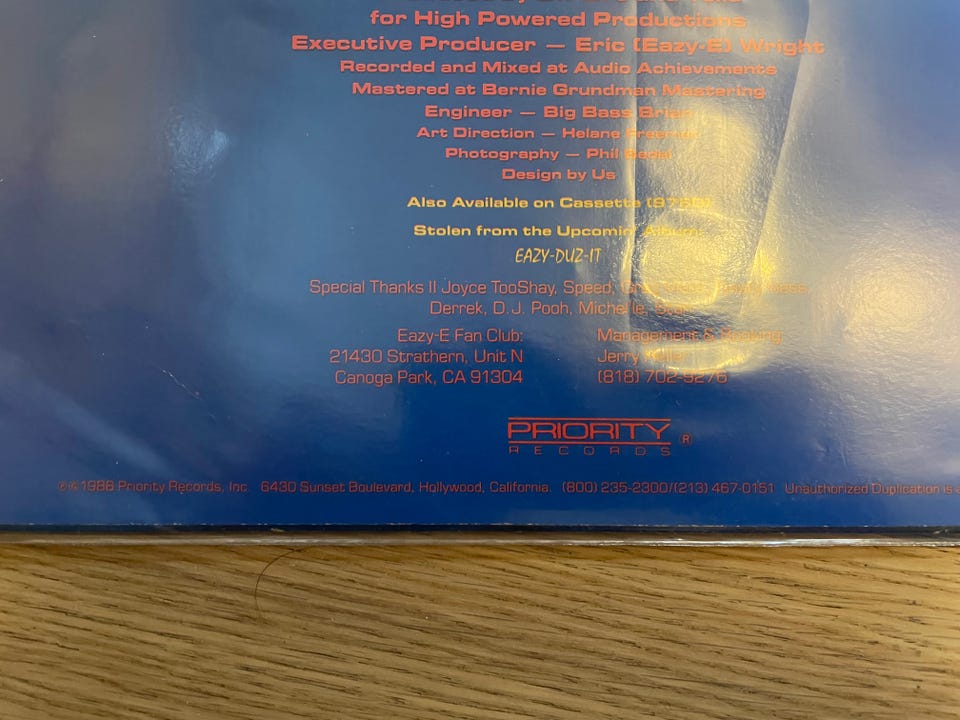 for High Powered Productions
Executive Producer — Eric (Eazy-E) Wright
Recorded and Mixed at Audio Achievements
Mastered at Bernie Grundman Mastering
Engineer — Big Bass Brian
Art Direction — Helane Freeman
Photography — Phil
Design by Us
Also Available on Cassette
Stolen from the Upcomin' Album:
EAZY-DUZ-IT
Special Thanks II Joyce TooShay, Speed,
Derrek, D.J. Pooh, Michel'le,
Eazy-E Fan Club:
21430 Strathern, Unit N
Canoga Park, CA 91304
Management & Booking
Jerry
(818) 702-9276
PRIORITY ®
RECORDS
℗©1988 Priority Records, Inc. 6430 Sunset Boulevard, Hollywood, California. (800) 235-2300/(213) 467-0151 Unauthorized Duplication is a